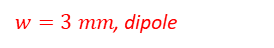 w = 3 mm, dipole